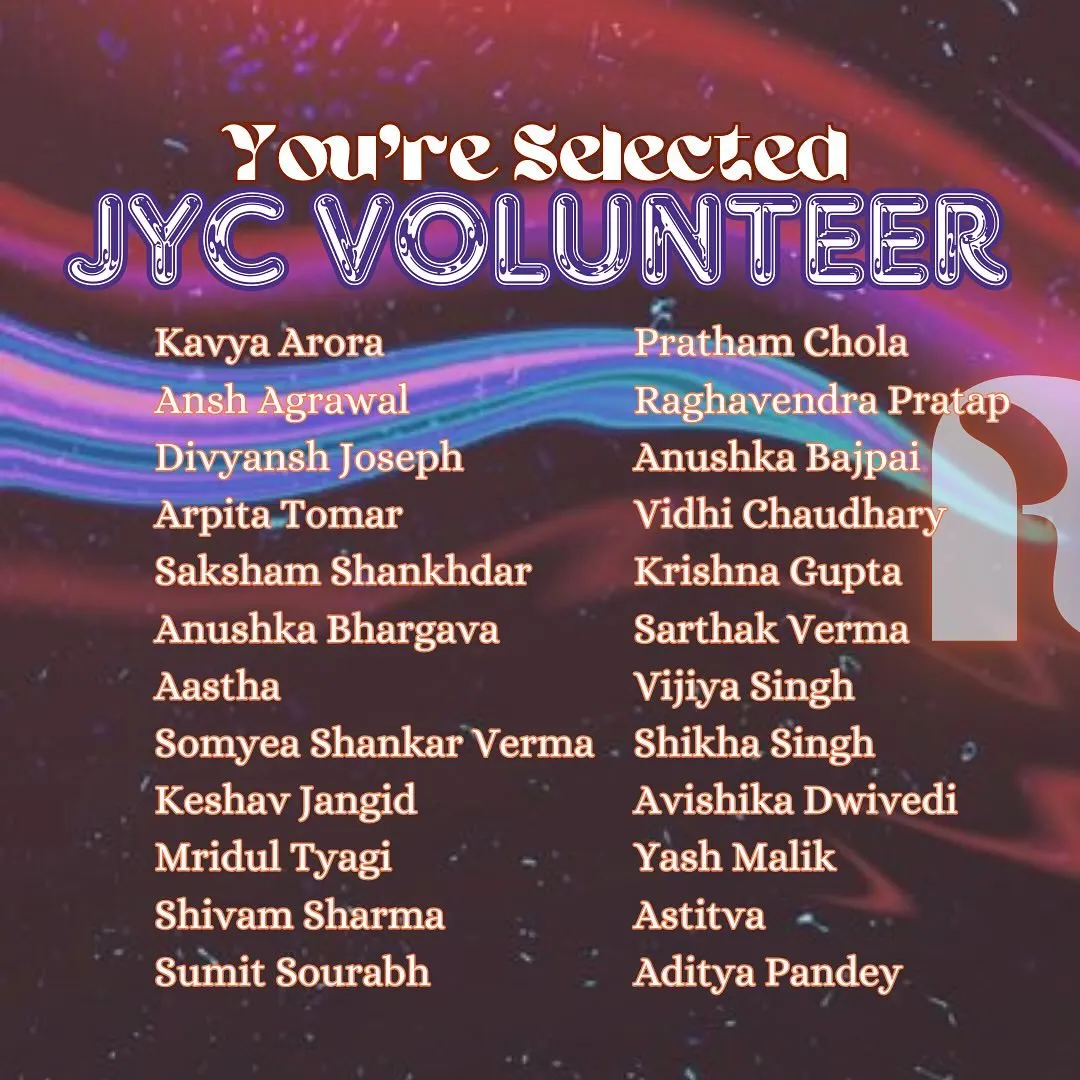 You're Selected
JYC VOLUNTEER
Kavya Arora
Ansh Agrawal
Divyansh Joseph
Arpita Tomar
Saksham Shankhdar
Anushka Bhargava
Aastha
Somyea Shankar Verma
Keshav Jangid
Mridul Tyagi
Shivam Sharma
Sumit Sourabh
Pratham Chola
Raghavendra Pratap
Anushka Bajpai
Vidhi Chaudhary
Krishna Gupta
Sarthak Verma
Vijiya Singh
Shikha Singh
Avishika Dwivedi
Yash Malik
Astitva
Aditya Pandey